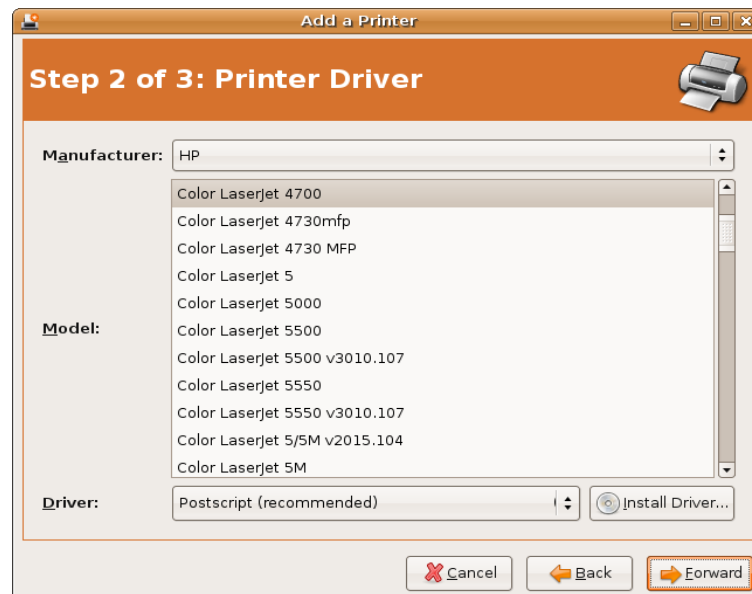 Add a Printer
Step 2 of 3: Printer Driver
Manufacturer: HP
Color LaserJet 4700
Color LaserJet 4730mfp
Color LaserJet 4730 MFP
Color LaserJet 5
Color LaserJet 5000
Model: Color LaserJet 5500
Color LaserJet 5500 v3010.107
Color LaserJet 5550
Color LaserJet 5550 v3010.107
Color LaserJet 5/5M v2015.104
Color LaserJet 5M
Driver: Postscript (recommended) Install Driver...
Cancel Back Forward